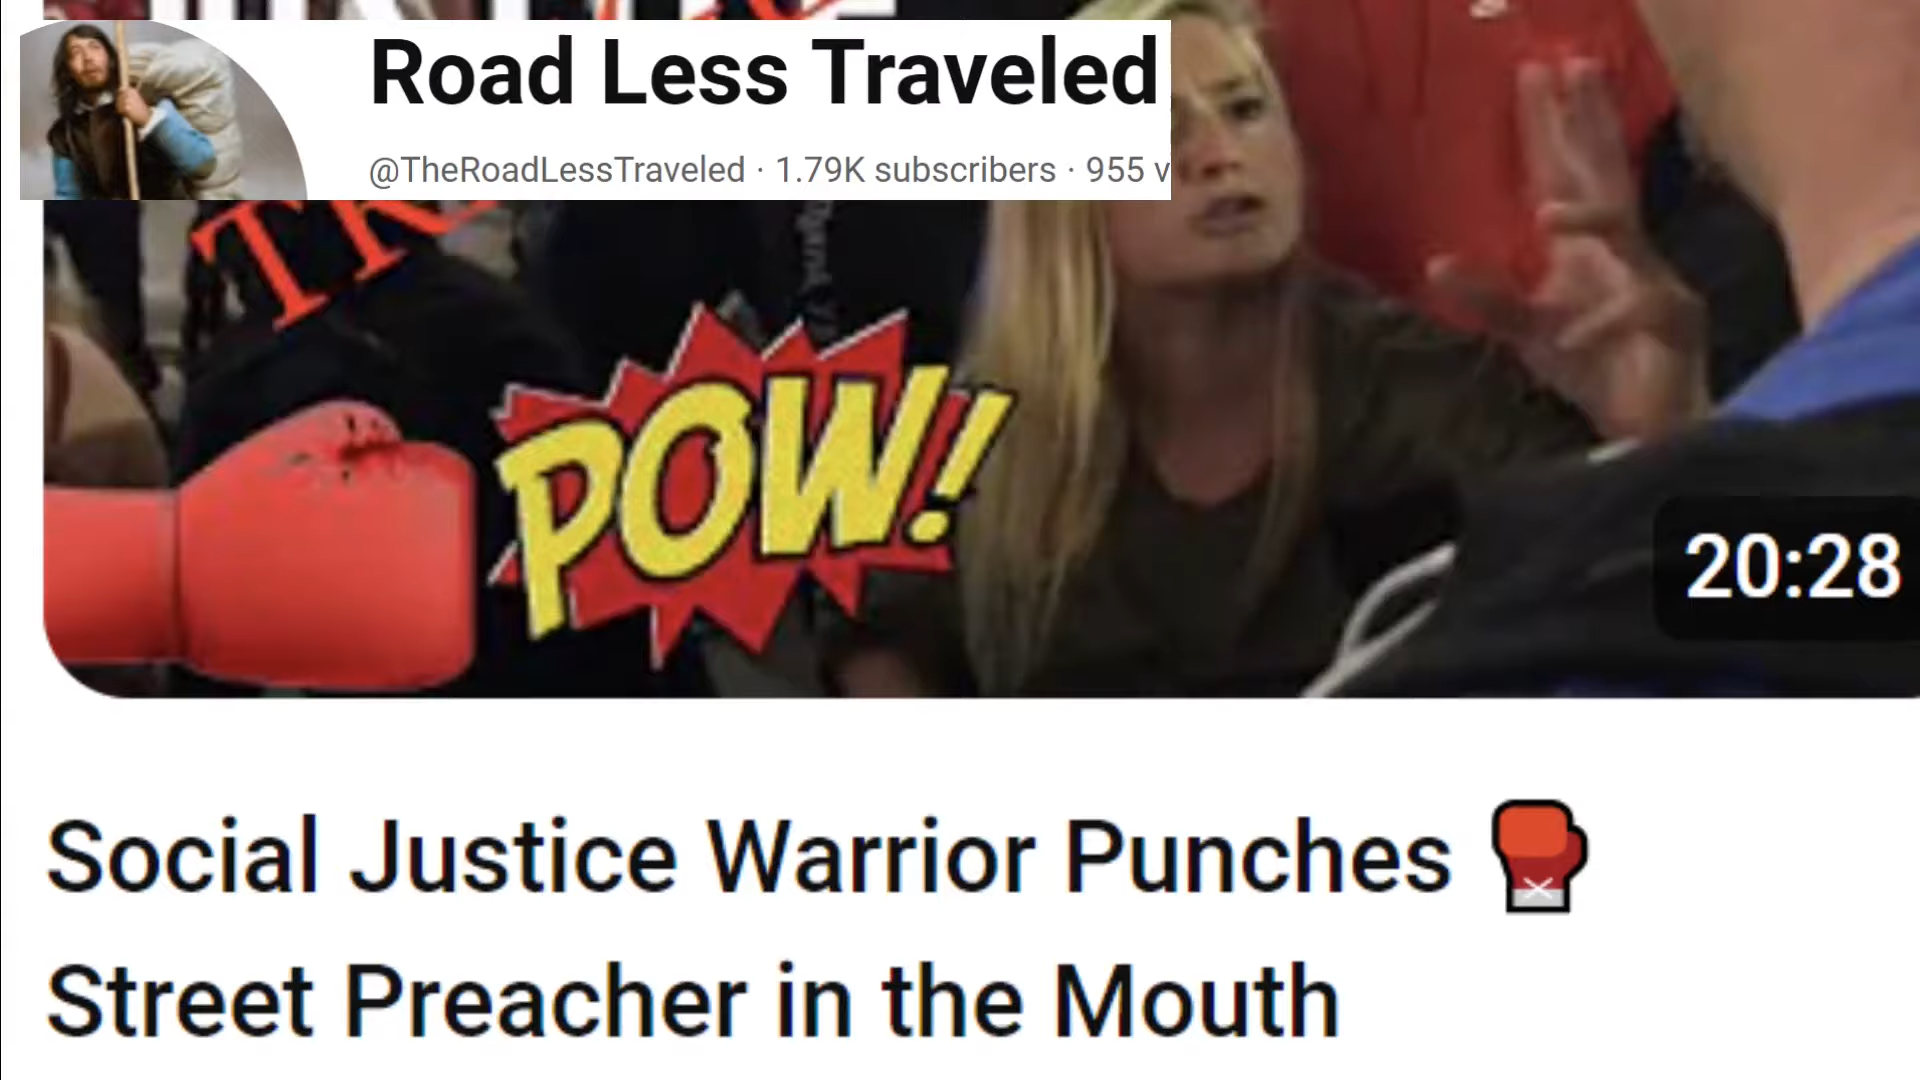 Road Less Traveled
@TheRoadLessTraveled · 1.79K subscribers · 955 v
TR
POW!
20:28
Social Justice Warrior Punches 🥊
Street Preacher in the Mouth